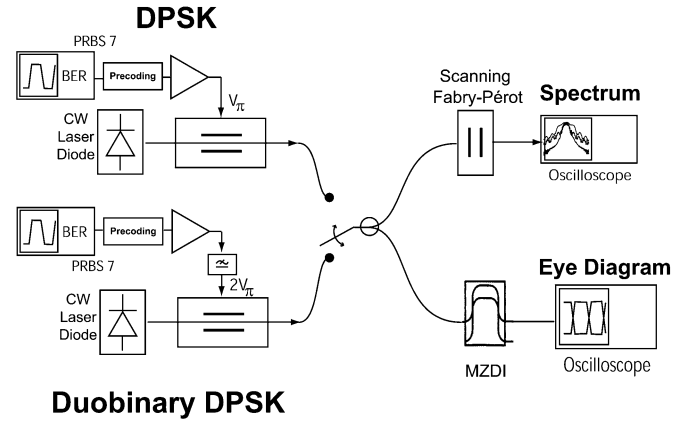 DPSK
PRBS 7
BER
Precoding
Vπ
CW
Laser
Diode
BER
Precoding
PRBS 7
2Vπ
CW
Laser
Diode
Duobinary DPSK
Scanning
Fabry-Pérot
Spectrum
Oscilloscope
Eye Diagram
MZDI
Oscilloscope